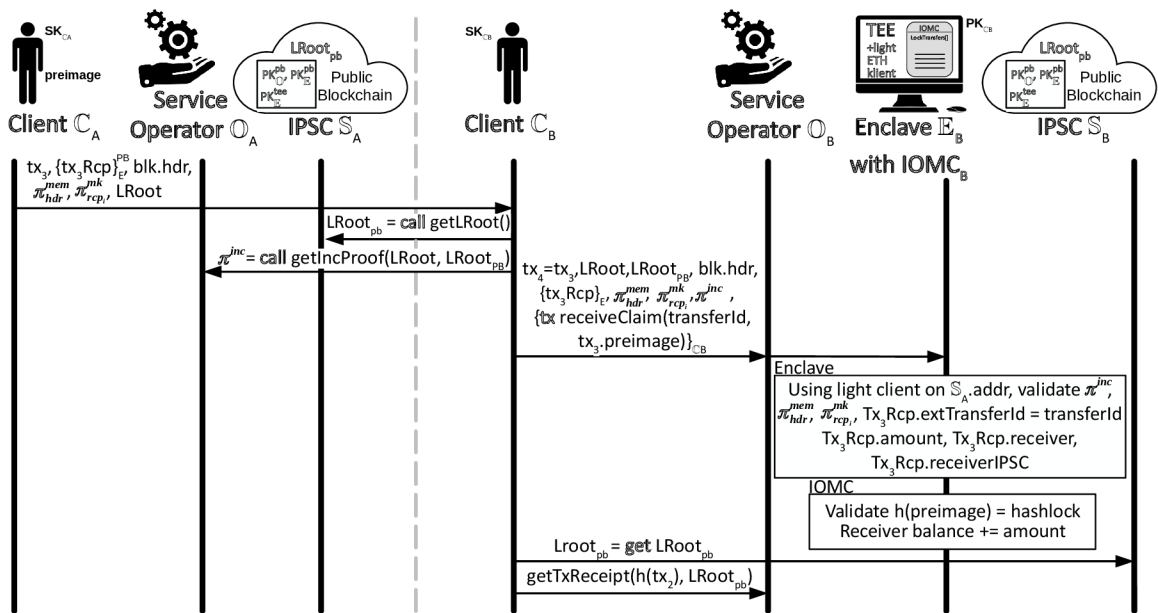 SK_ℂA
preimage
Client ℂ_A
Service
Operator 𝕆_A
LRoot_pb
PK_𝕆^pb, PK_𝔼^pb
PK_𝔼^tee
Public
Blockchain
IPSC 𝕊_A
SK_ℂB
Client ℂ_B
Service
Operator 𝕆_B
TEE
+light
ETH
klient
IOMC
LockTransfers[]
PK_ℂB
Enclave 𝔼_B
with IOMC_B
LRoot_pb
PK_𝕆^pb, PK_𝔼^pb
PK_𝔼^tee
Public
Blockchain
IPSC 𝕊_B
tx_3, {tx_3Rcp}_E^PB, blk.hdr,
π_hdr^mem, π_rcp_i^mk, LRoot
LRoot_pb = call getLRoot()
π^inc = call getIncProof(LRoot, LRoot_PB)
tx_4=tx_3,LRoot,LRoot_PB, blk.hdr,
{tx_3Rcp}_E, π_hdr^mem, π_rcp_i^mk, π^inc ,
{tx receiveClaim(transferId,
tx_3.preimage)}_ℂB
Enclave
Using light client on 𝕊_A.addr, validate π^inc,
π_hdr^mem π_rcp_i^mk, Tx_3Rcp.extTransferId = transferId
Tx_3Rcp.amount, Tx_3Rcp.receiver,
Tx_3Rcp.receiverIPSC
IOMC
Validate h(preimage) = hashlock
Receiver balance += amount
Lroot_pb = get LRoot_pb
getTxReceipt(h(tx_2), LRoot_pb)